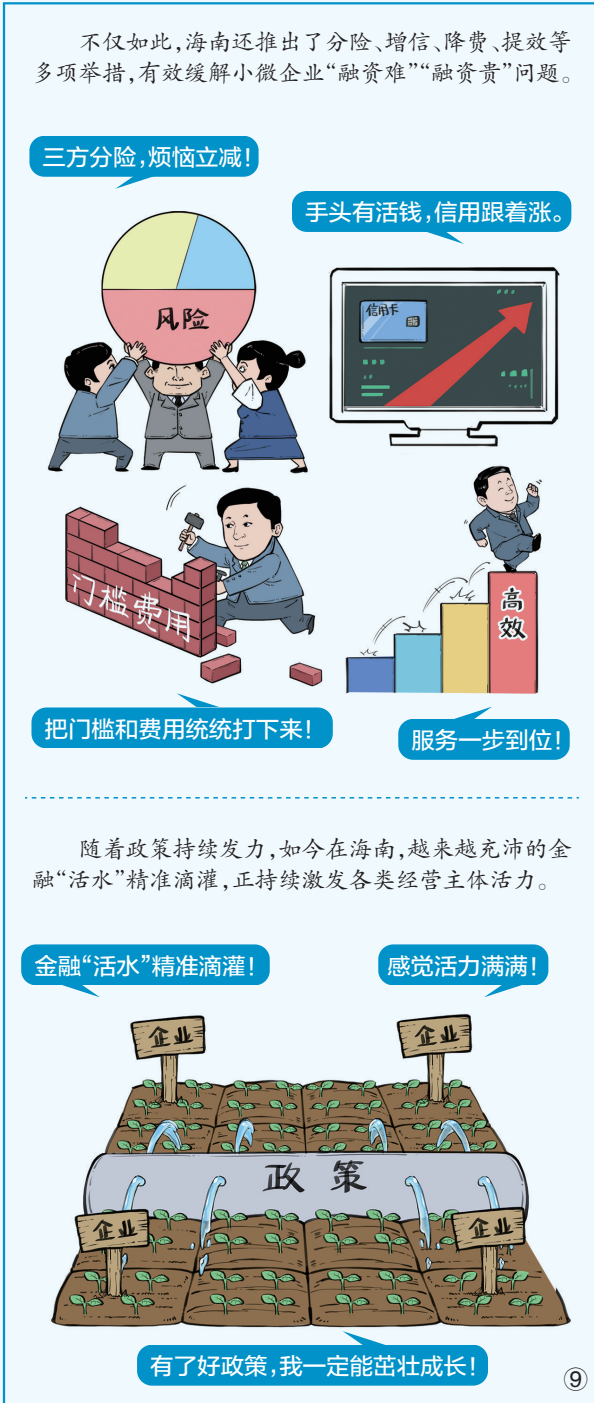 不仅如此,海南还推出了分险、增信、降费、提效等
多项举措,有效缓解小微企业“融资难”“融资贵”问题。
三方分险,烦恼立减!
手头有活钱,信用跟着涨。
风险
信用卡
门槛费用
高效
把门槛和费用统统打下来!
服务一步到位!
随着政策持续发力,如今在海南,越来越充沛的金
融“活水”精准滴灌,正持续激发各类经营主体活力。
金融“活水”精准滴灌!
感觉活力满满!
企业
企业
政策
企业
企业
有了好政策,我一定能茁壮成长!
⑨